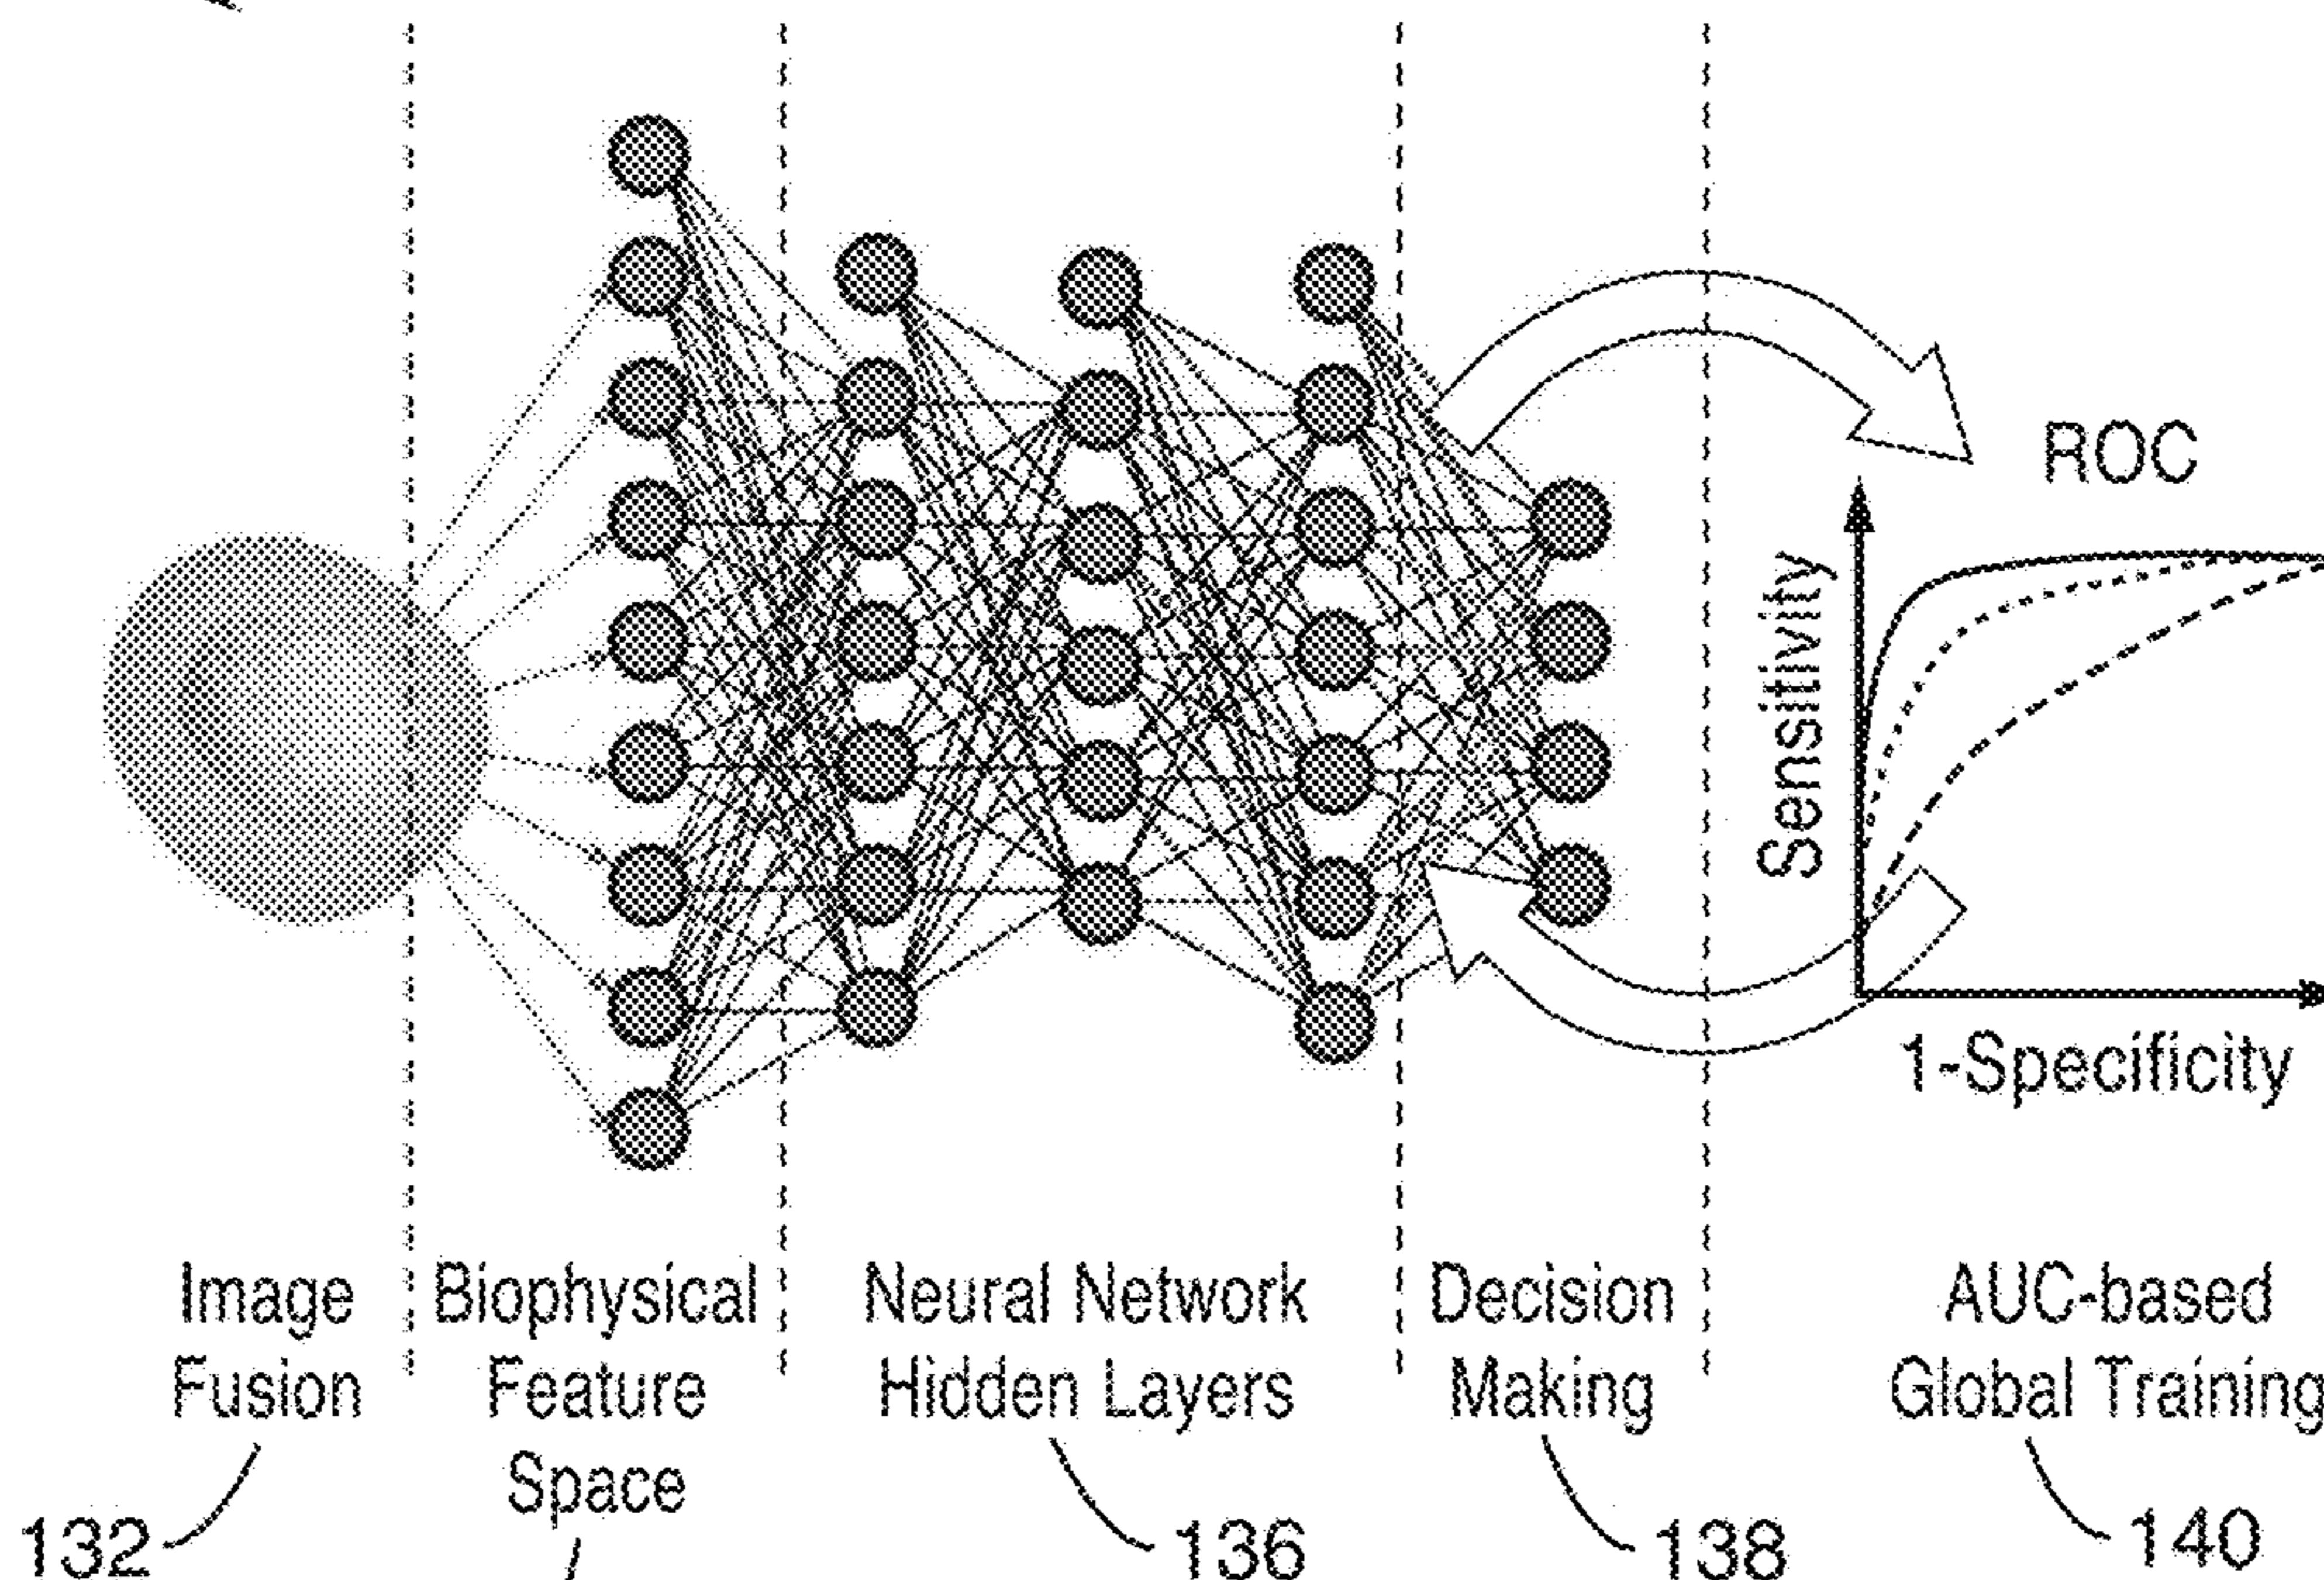 ROC
Sensitivity
1-Specificity
Image
Fusion
Biophysical
Feature
Space
Neural Network
Hidden Layers
Decision
Making
AUC-based
Global Training
132
136
138
140